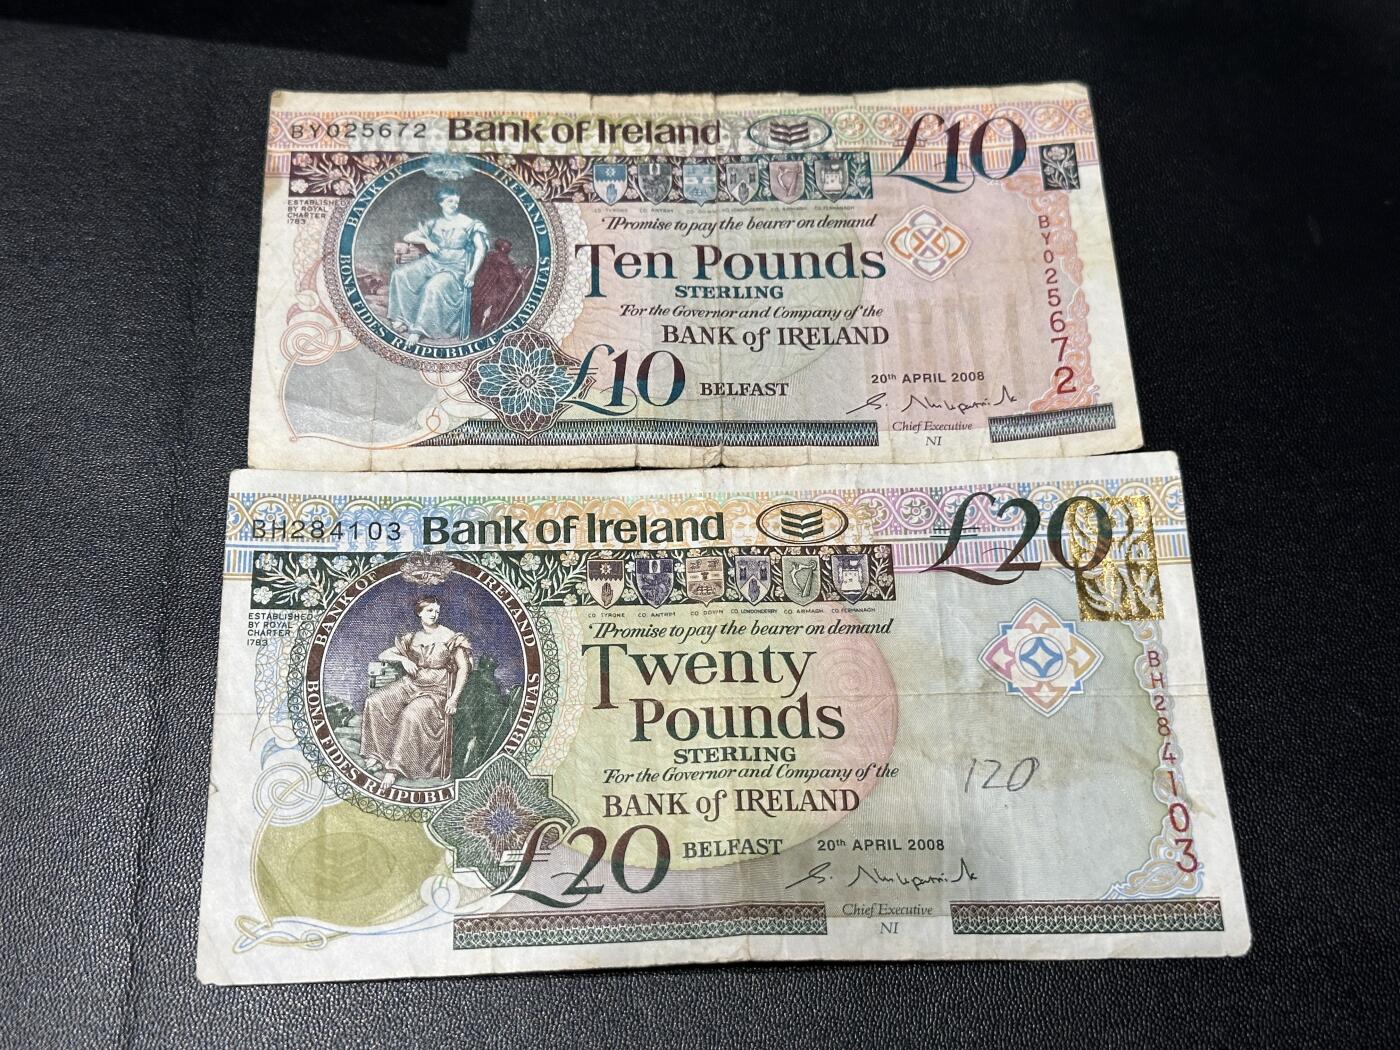 BY025672 Bank of Ireland £10
ESTABLISHED
BY ROYAL
CHARTER
1783
BANK OF IRELAND
BONA FIDES REIPUBLICÆ STABILITAS
CO. TYRONE CO. ANTRIM CO. DOWN CO. LONDONDERRY CO. ARMAGH CO. FERMANAGH
I Promise to pay the bearer on demand
Ten Pounds
STERLING
For the Governor and Company of the
BANK of IRELAND
£10 BELFAST 20th APRIL 2008
Chief Executive
NI
BY025672
BH284103 Bank of Ireland £20
ESTABLISHED
BY ROYAL
CHARTER
1783
BANK OF IRELAND
BONA FIDES REIPUBLI ABILITAS
CO. TYRONE CO. ANTRIM CO. DOWN CO. LONDONDERRY CO. ARMAGH CO. FERMANAGH
I Promise to pay the bearer on demand
Twenty
Pounds
STERLING
For the Governor and Company of the
BANK of IRELAND
120
£20 BELFAST 20th APRIL 2008
Chief Executive
NI
BH284103